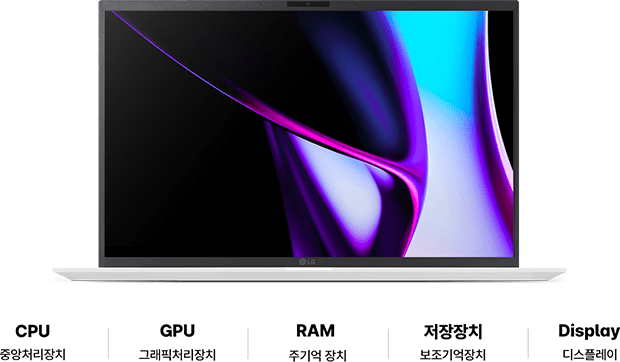 LG
CPU
중앙처리장치
GPU
그래픽처리장치
RAM
주기억 장치
저장장치
보조기억장치
Display
디스플레이